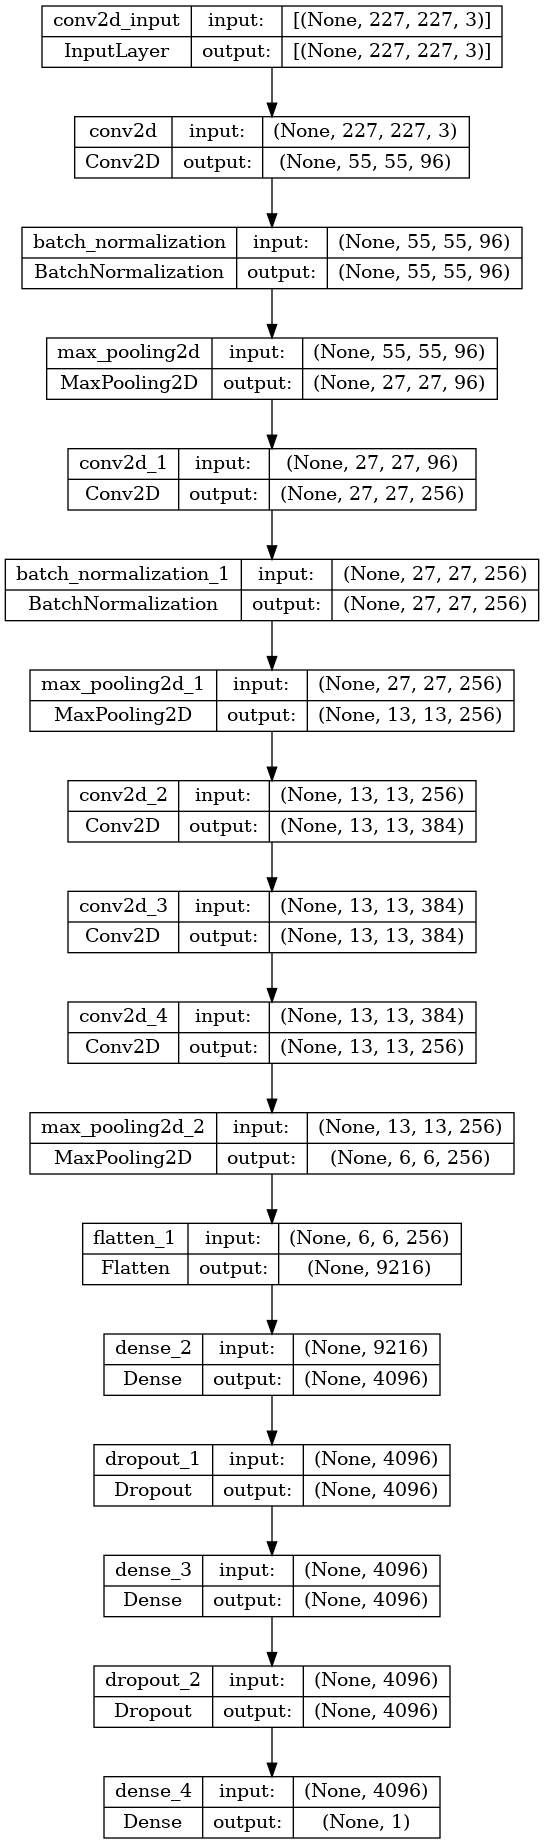 conv2d_input input: [(None, 227, 227, 3)]
InputLayer output: [(None, 227, 227, 3)]
conv2d input: (None, 227, 227, 3)
Conv2D output: (None, 55, 55, 96)
batch_normalization input: (None, 55, 55, 96)
BatchNormalization output: (None, 55, 55, 96)
max_pooling2d input: (None, 55, 55, 96)
MaxPooling2D output: (None, 27, 27, 96)
conv2d_1 input: (None, 27, 27, 96)
Conv2D output: (None, 27, 27, 256)
batch_normalization_1 input: (None, 27, 27, 256)
BatchNormalization output: (None, 27, 27, 256)
max_pooling2d_1 input: (None, 27, 27, 256)
MaxPooling2D output: (None, 13, 13, 256)
conv2d_2 input: (None, 13, 13, 256)
Conv2D output: (None, 13, 13, 384)
conv2d_3 input: (None, 13, 13, 384)
Conv2D output: (None, 13, 13, 384)
conv2d_4 input: (None, 13, 13, 384)
Conv2D output: (None, 13, 13, 256)
max_pooling2d_2 input: (None, 13, 13, 256)
MaxPooling2D output: (None, 6, 6, 256)
flatten_1 input: (None, 6, 6, 256)
Flatten output: (None, 9216)
dense_2 input: (None, 9216)
Dense output: (None, 4096)
dropout_1 input: (None, 4096)
Dropout output: (None, 4096)
dense_3 input: (None, 4096)
Dense output: (None, 4096)
dropout_2 input: (None, 4096)
Dropout output: (None, 4096)
dense_4 input: (None, 4096)
Dense output: (None, 1)